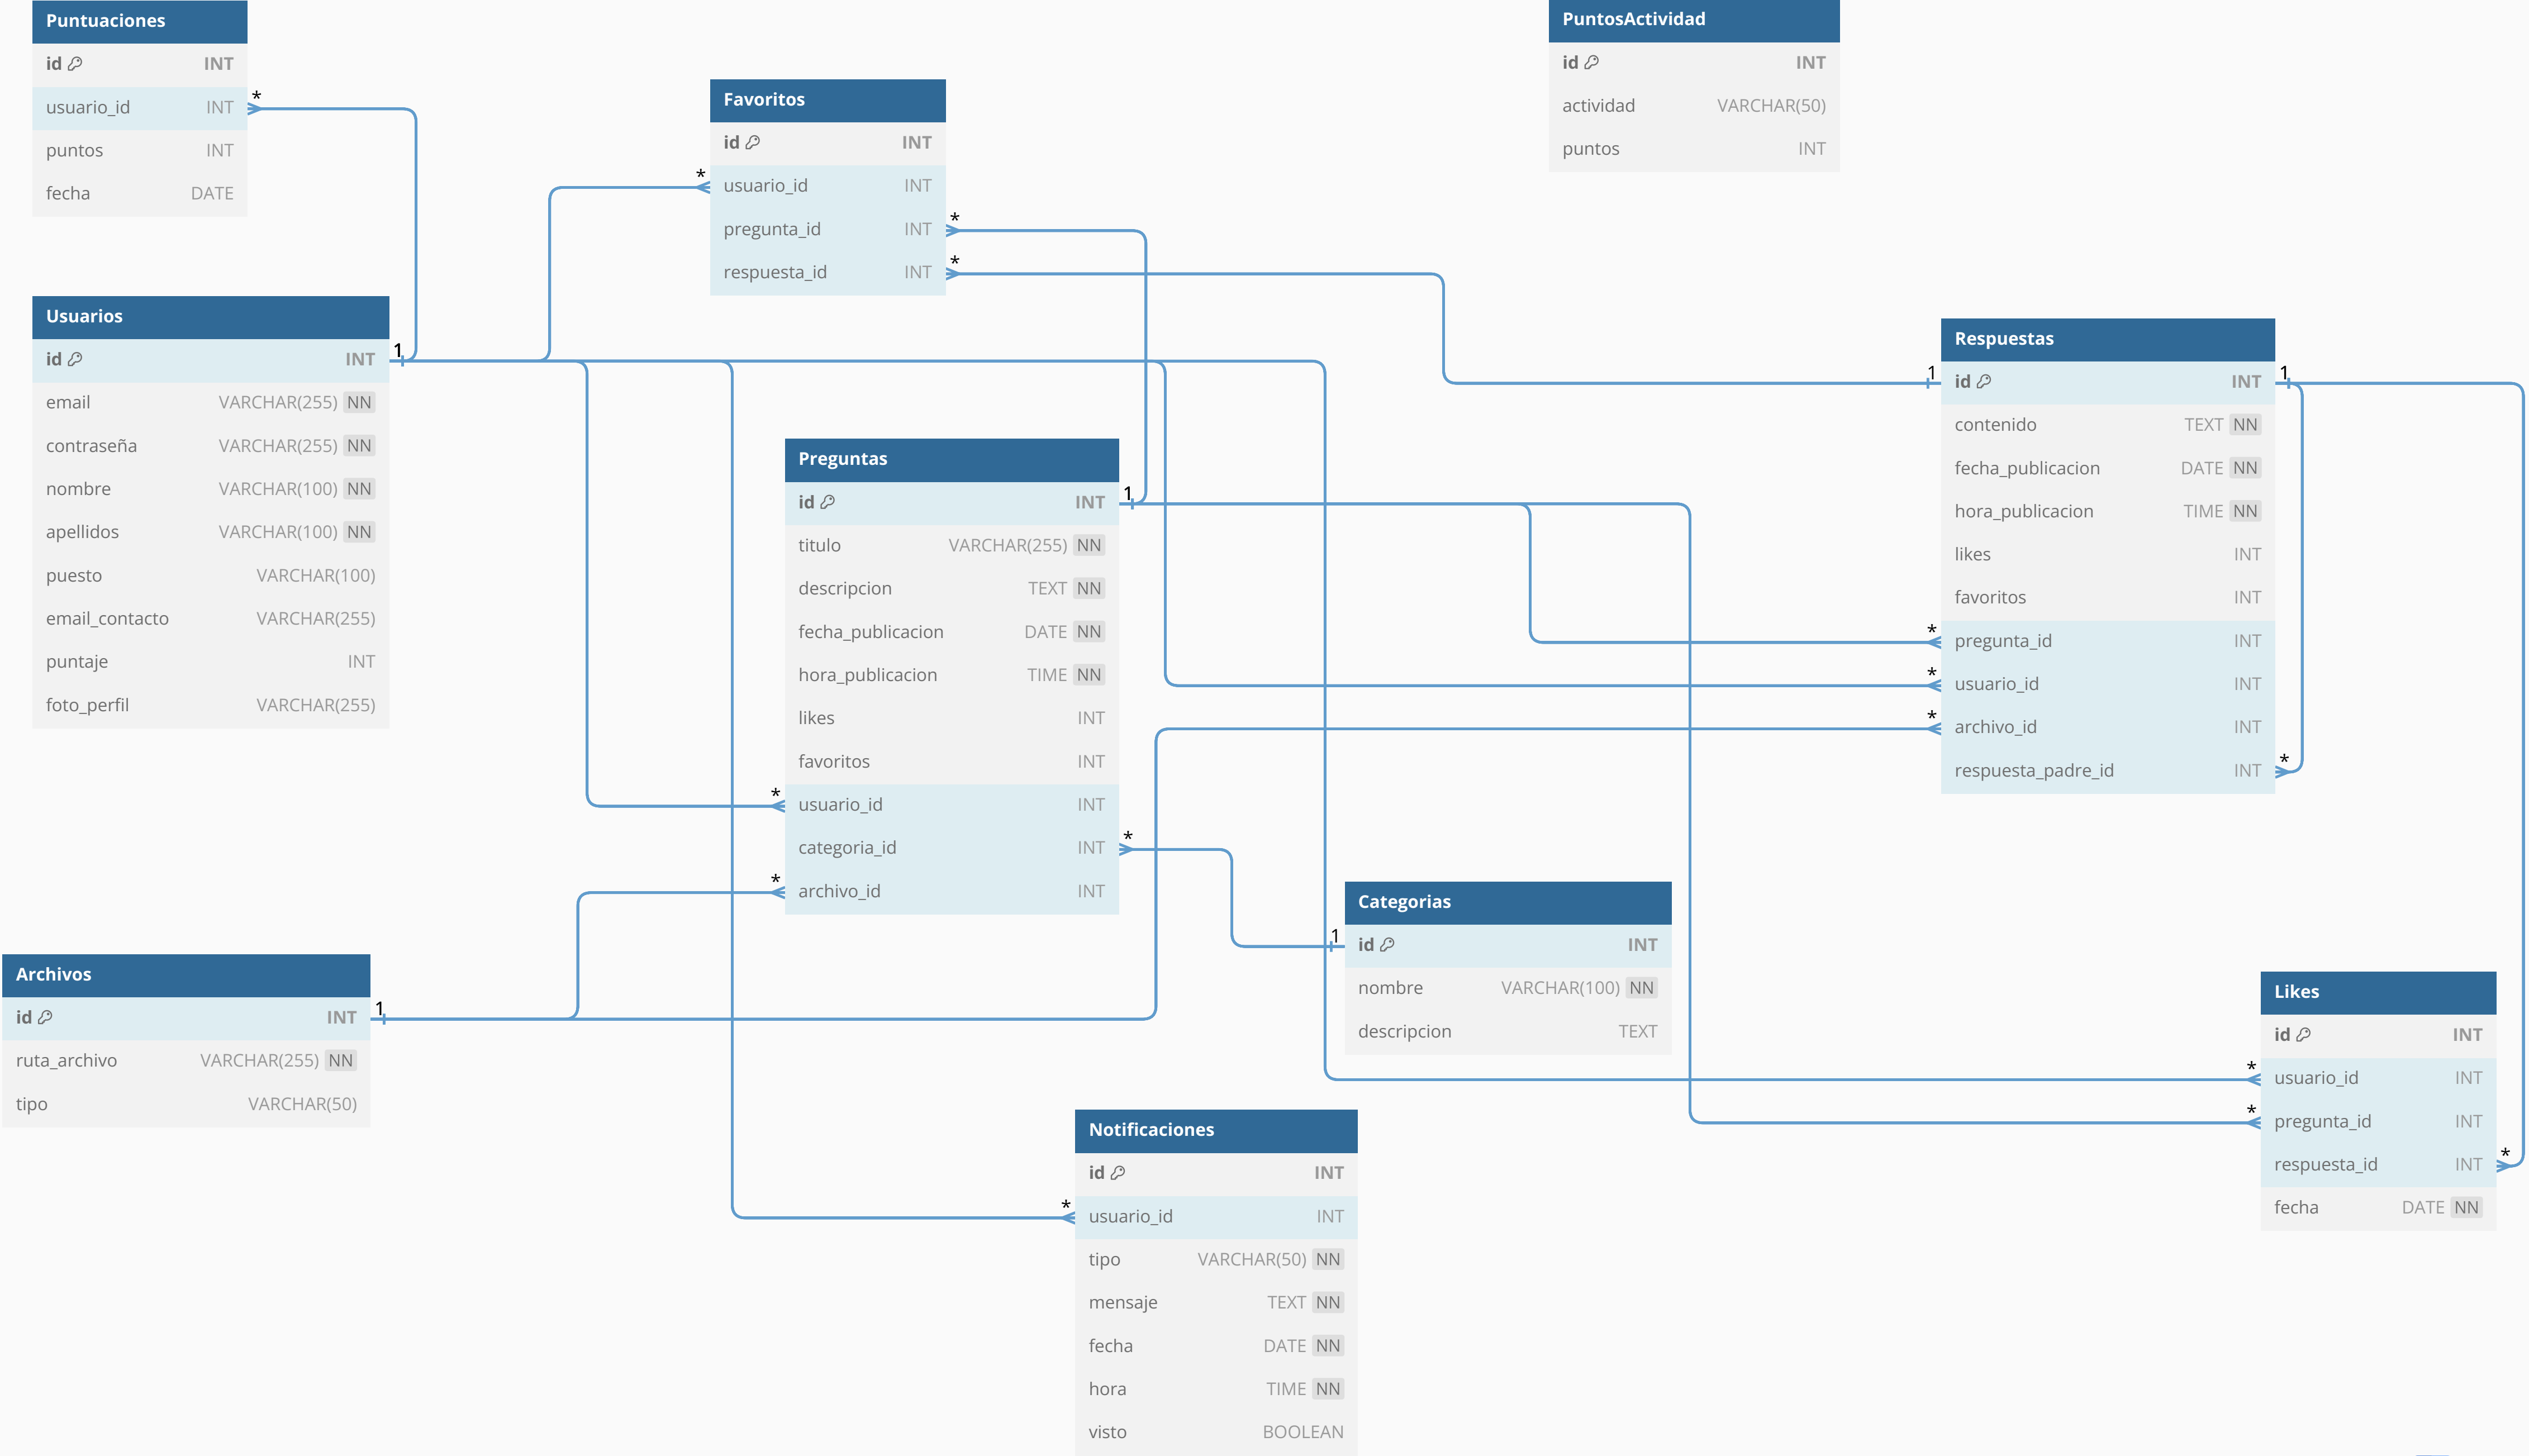 Puntuaciones
id INT
usuario_id INT *
puntos INT
fecha DATE
PuntosActividad
id INT
actividad VARCHAR(50)
puntos INT
Favoritos
id INT
* usuario_id INT
pregunta_id INT *
respuesta_id INT *
Usuarios
id INT 1
email VARCHAR(255) NN
contraseña VARCHAR(255) NN
nombre VARCHAR(100) NN
apellidos VARCHAR(100) NN
puesto VARCHAR(100)
email_contacto VARCHAR(255)
puntaje INT
foto_perfil VARCHAR(255)
Respuestas
1 id INT 1
contenido TEXT NN
fecha_publicacion DATE NN
hora_publicacion TIME NN
likes INT
favoritos INT
* pregunta_id INT
* usuario_id INT
* archivo_id INT
respuesta_padre_id INT *
Preguntas
id INT 1
titulo VARCHAR(255) NN
descripcion TEXT NN
fecha_publicacion DATE NN
hora_publicacion TIME NN
likes INT
favoritos INT
* usuario_id INT
categoria_id INT *
* archivo_id INT
Categorias
1 id INT
nombre VARCHAR(100) NN
descripcion TEXT
Archivos
id INT 1
ruta_archivo VARCHAR(255) NN
tipo VARCHAR(50)
Likes
id INT
* usuario_id INT
* pregunta_id INT
respuesta_id INT *
fecha DATE NN
Notificaciones
id INT
* usuario_id INT
tipo VARCHAR(50) NN
mensaje TEXT NN
fecha DATE NN
hora TIME NN
visto BOOLEAN